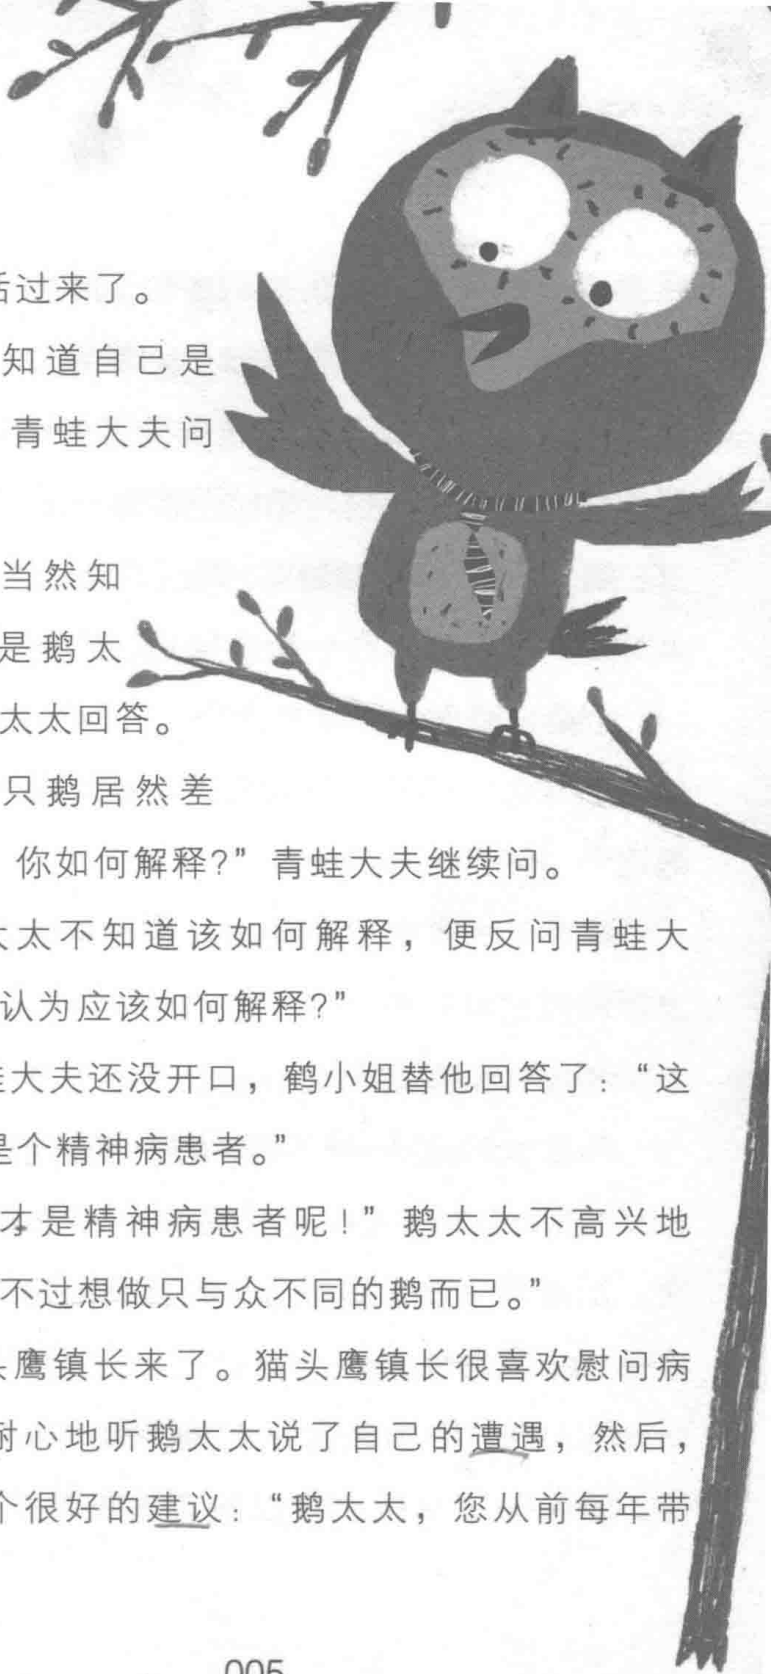 活过来了。
知道自己是
青蛙大夫问
当然知
是鹅太
太太回答。
只鹅居然差
你如何解释?”青蛙大夫继续问。
太太不知道该如何解释，便反问青蛙大
认为应该如何解释?”
蛙大夫还没开口，鹤小姐替他回答了：“这
是个精神病患者。”
才是精神病患者呢！”鹅太太不高兴地
不过想做只与众不同的鹅而已。”
头鹰镇长来了。猫头鹰镇长很喜欢慰问病
耐心地听鹅太太说了自己的遭遇，然后，
个很好的建议：“鹅太太，您从前每年带
005